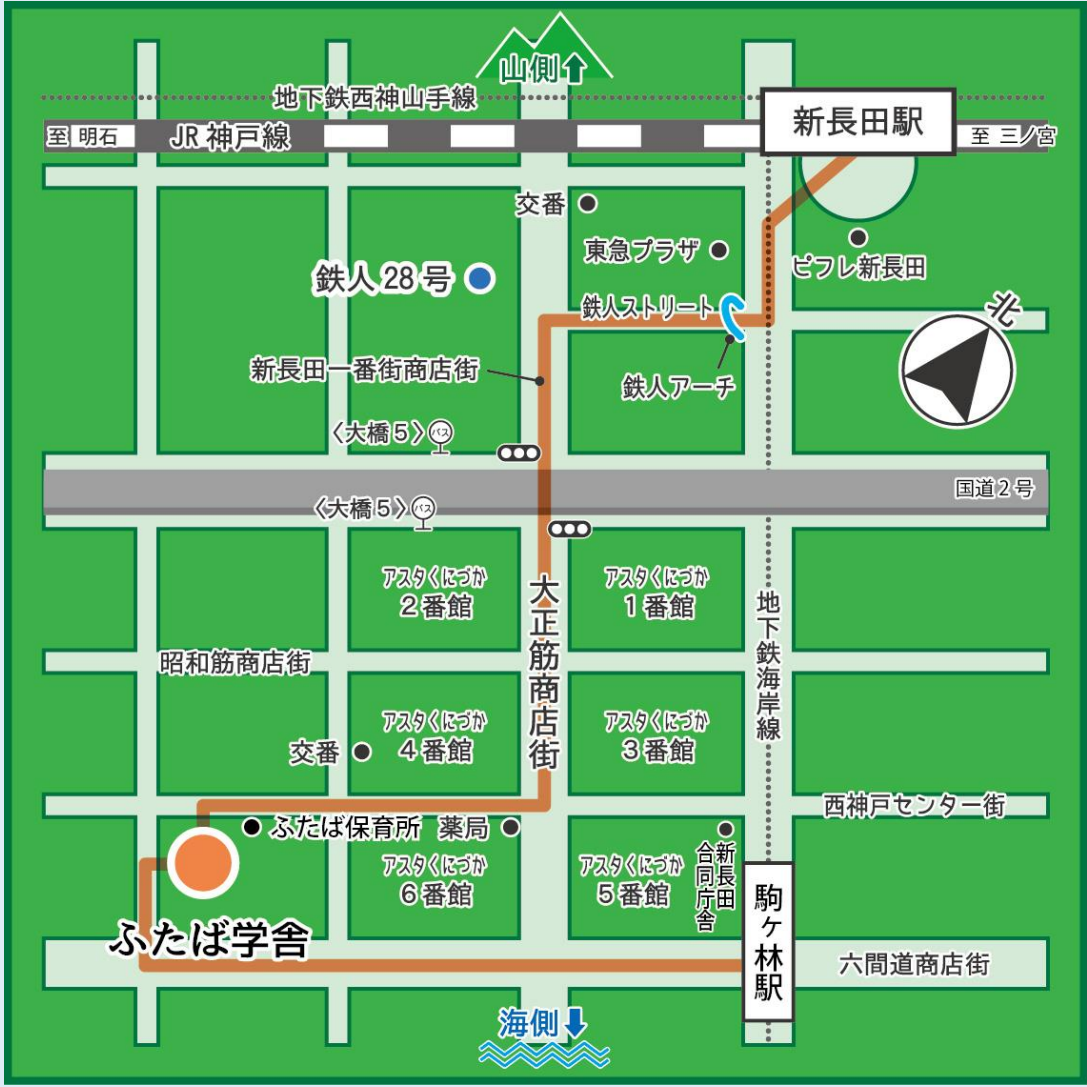 山側
地下鉄西神山手線
至 明石
JR 神戸線
新長田駅
至 三ノ宮
交番
東急プラザ
ピフレ新長田
鉄人28号
鉄人ストリート
北
新長田一番街商店街
鉄人アーチ
〈大橋5〉バス
国道2号
〈大橋5〉バス
アスタくにづか
2番館
アスタくにづか
1番館
大正筋商店街
地下鉄海岸線
昭和筋商店街
アスタくにづか
4番館
アスタくにづか
3番館
交番
西神戸センター街
ふたば保育所
薬局
アスタくにづか
6番館
アスタくにづか
5番館
新長田
合同庁舎
駒ヶ林駅
ふたば学舎
六間道商店街
海側